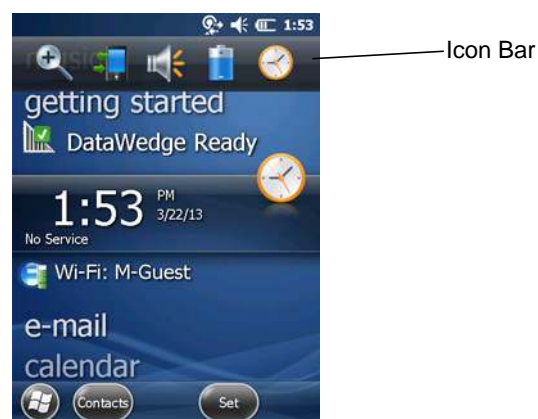 1:53
music
Icon Bar
getting started
DataWedge Ready
1:53 PM
3/22/13
No Service
Wi-Fi: M-Guest
e-mail
calendar
Contacts
Set